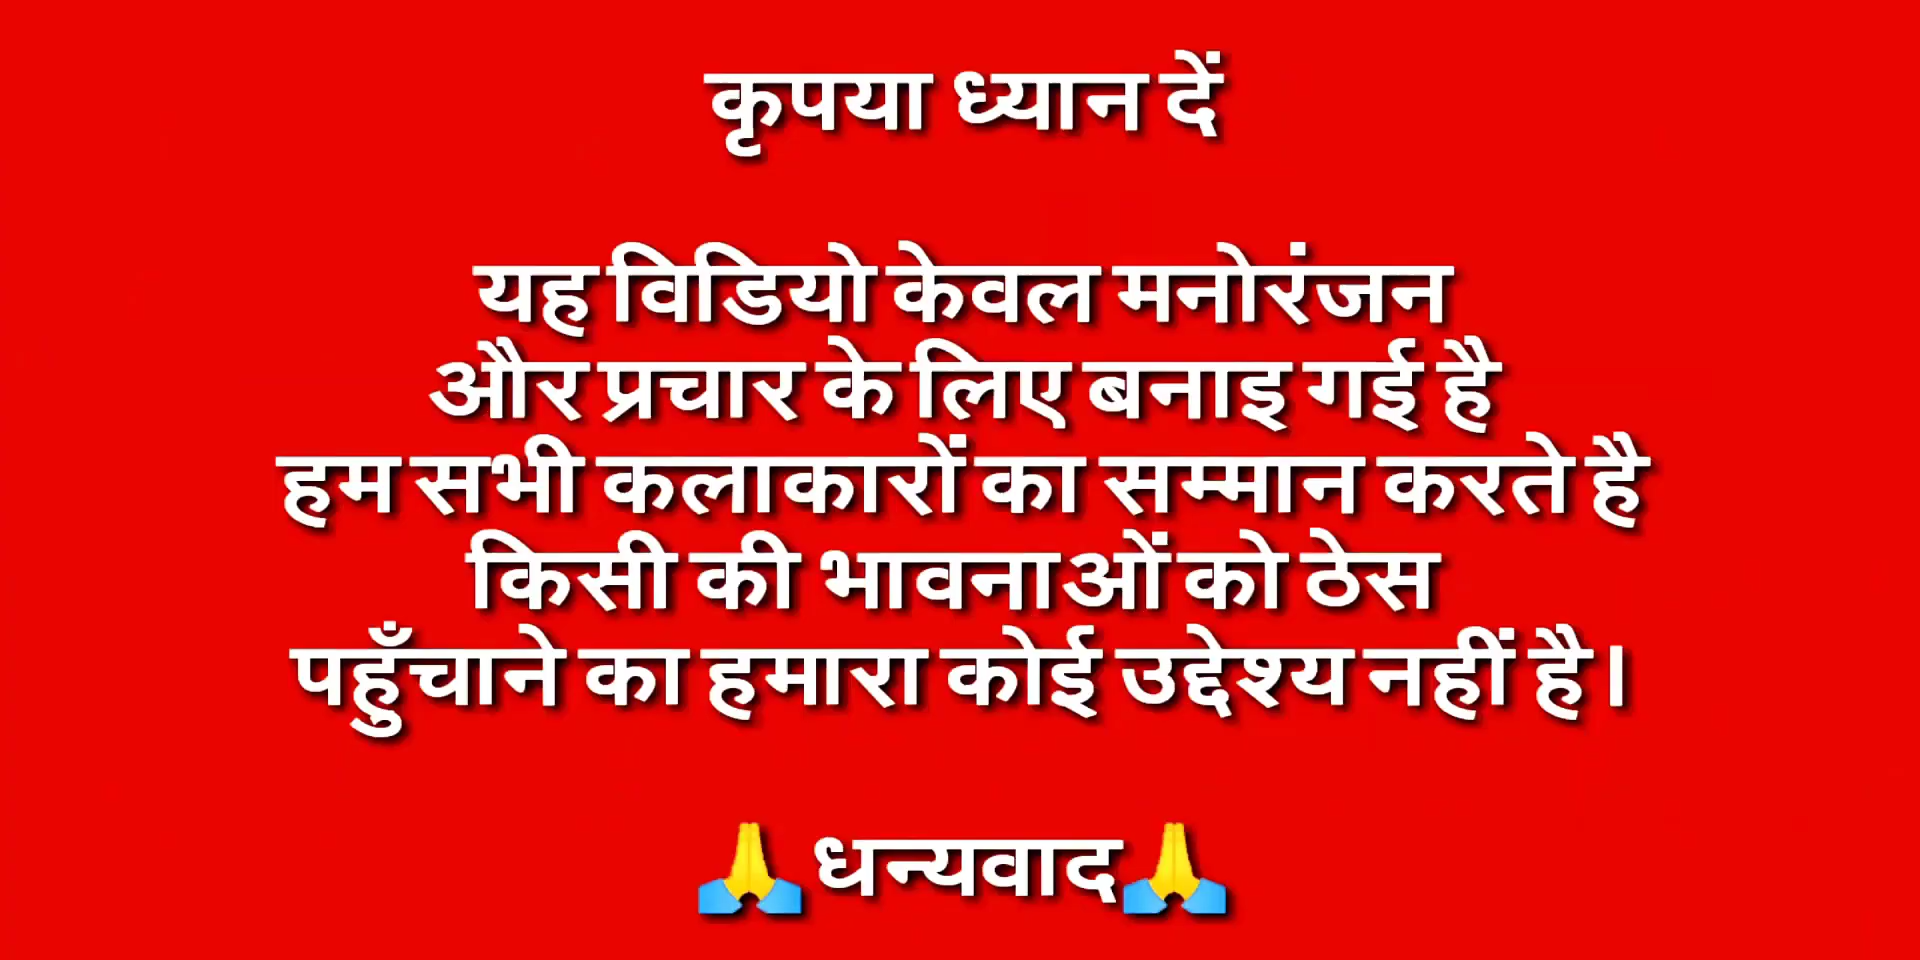 कृपया ध्यान दें
यह विडियो केवल मनोरंजन
और प्रचार के लिए बनाइ गई है
हम सभी कलाकारों का सम्मान करते है
किसी की भावनाओं को ठेस
पहुँचाने का हमारा कोई उद्देश्य नहीं है।
🙏धन्यवाद🙏